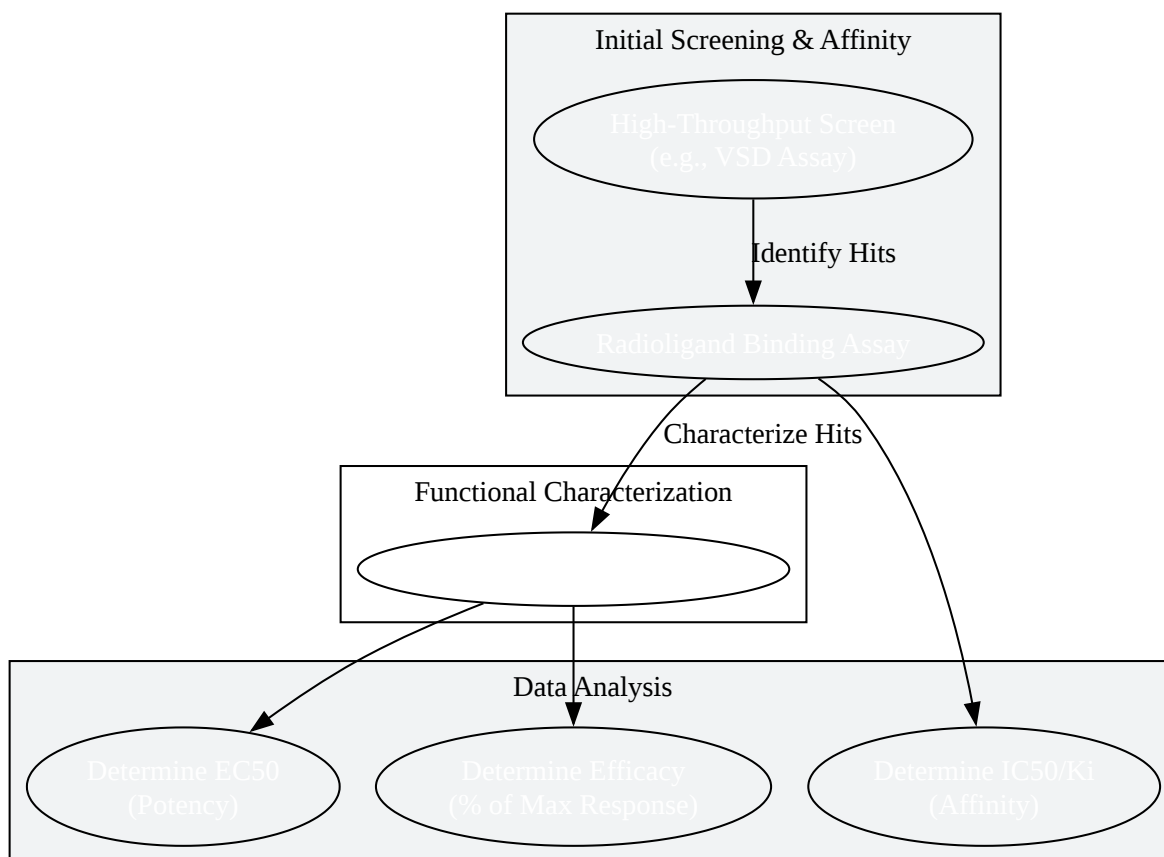 Initial Screening & Affinity
High-Throughput Screen
(e.g., VSD Assay)
Identify Hits
Radioligand Binding Assay
Characterize Hits
Functional Characterization
Data Analysis
Determine EC50
(Potency)
Determine Efficacy
(% of Max Response)
Determine IC50/Ki
(Affinity)